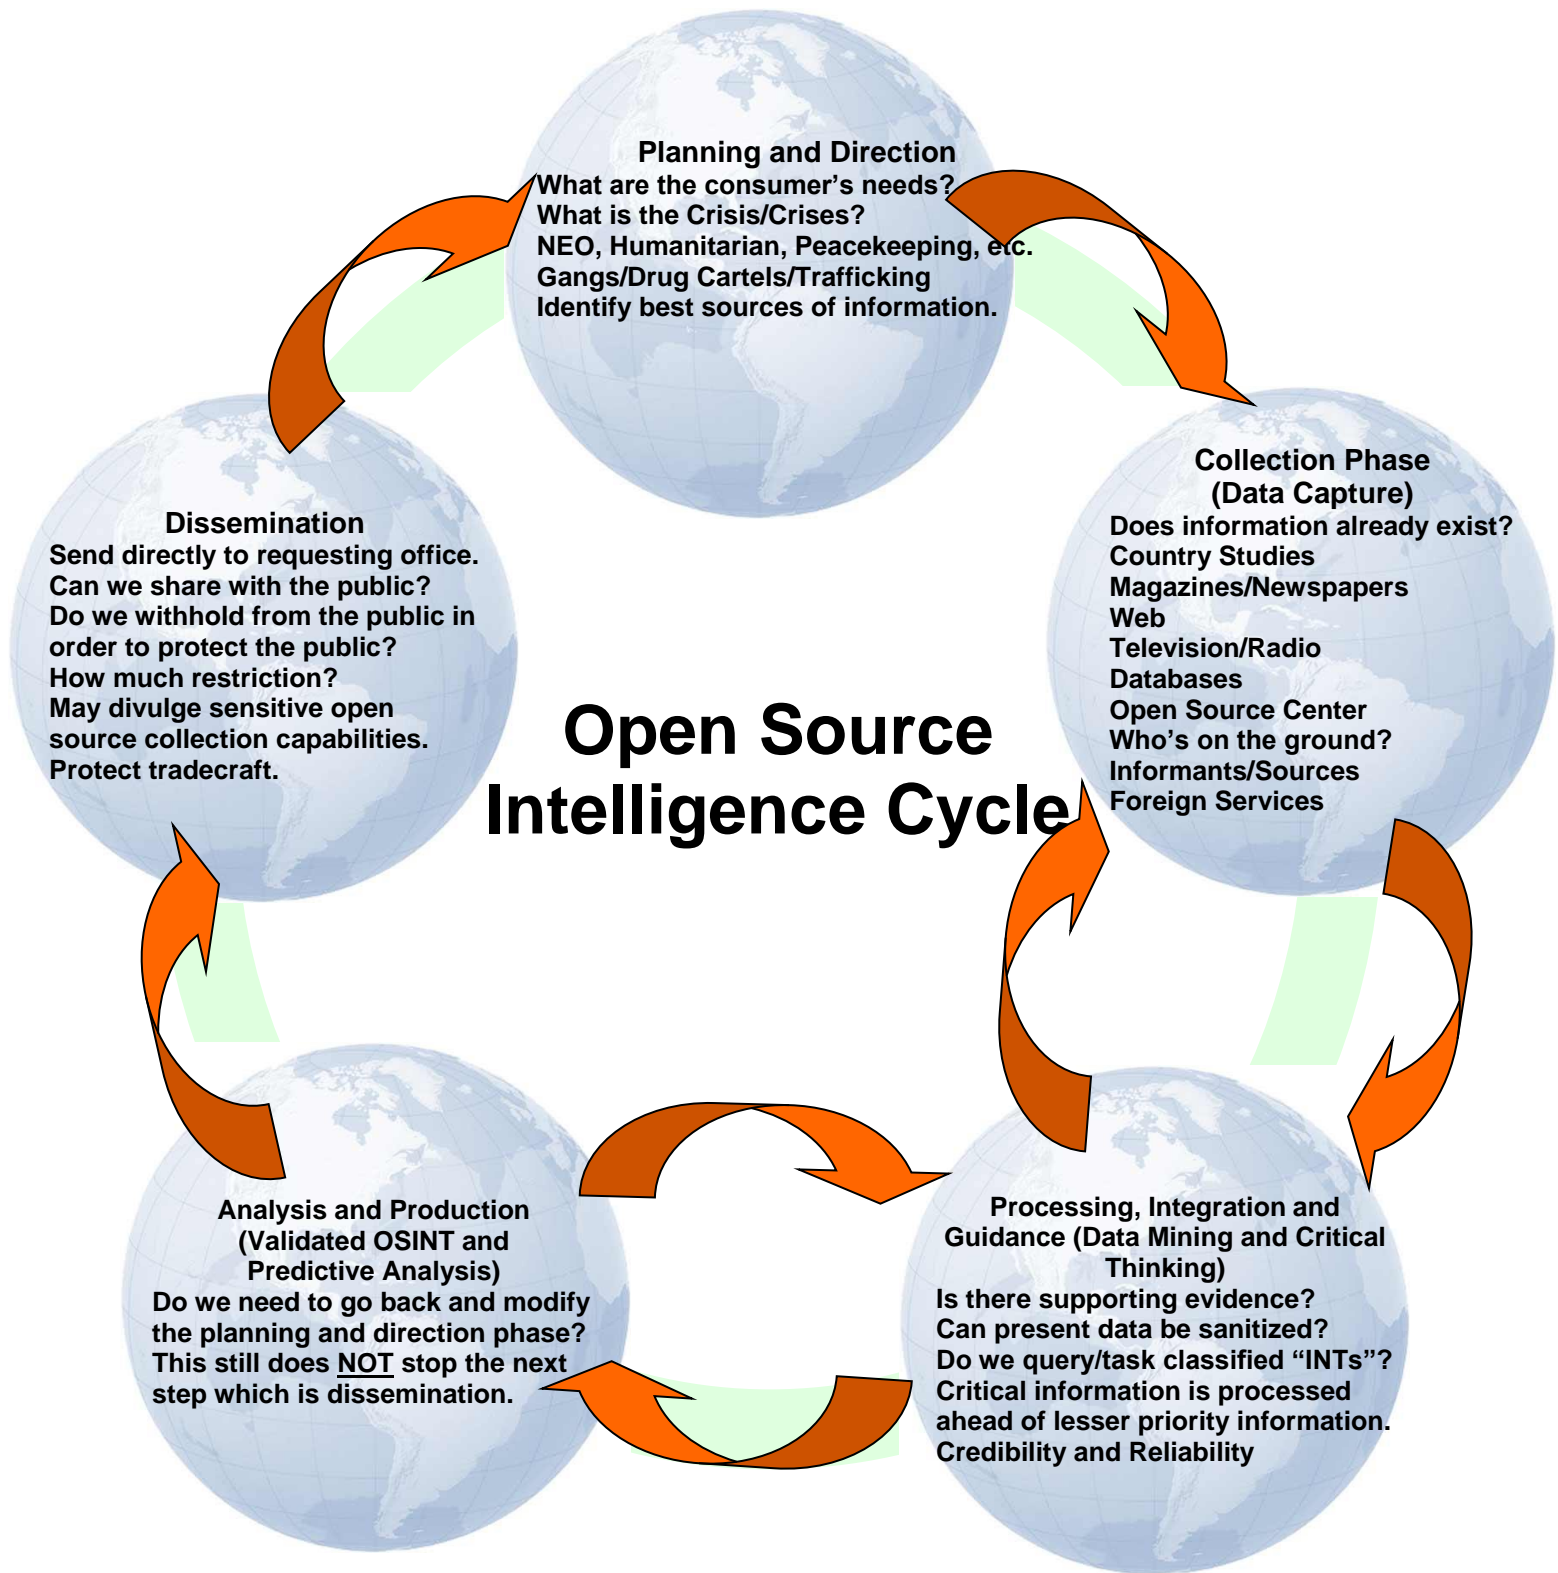 Planning and Direction
What are the consumer's needs?
What is the Crisis/Crises?
NEO, Humanitarian, Peacekeeping, etc.
Gangs/Drug Cartels/Trafficking
Identify best sources of information.
Collection Phase
(Data Capture)
Does information already exist?
Country Studies
Magazines/Newspapers
Web
Television/Radio
Databases
Open Source Center
Who's on the ground?
Informants/Sources
Foreign Services
Dissemination
Send directly to requesting office.
Can we share with the public?
Do we withhold from the public in
order to protect the public?
How much restriction?
May divulge sensitive open
source collection capabilities.
Protect tradecraft.
Open Source
Intelligence Cycle
Processing, Integration and
Guidance (Data Mining and Critical
Thinking)
Is there supporting evidence?
Can present data be sanitized?
Do we query/task classified “INTs”?
Critical information is processed
ahead of lesser priority information.
Credibility and Reliability
Analysis and Production
(Validated OSINT and
Predictive Analysis)
Do we need to go back and modify
the planning and direction phase?
This still does NOT stop the next
step which is dissemination.